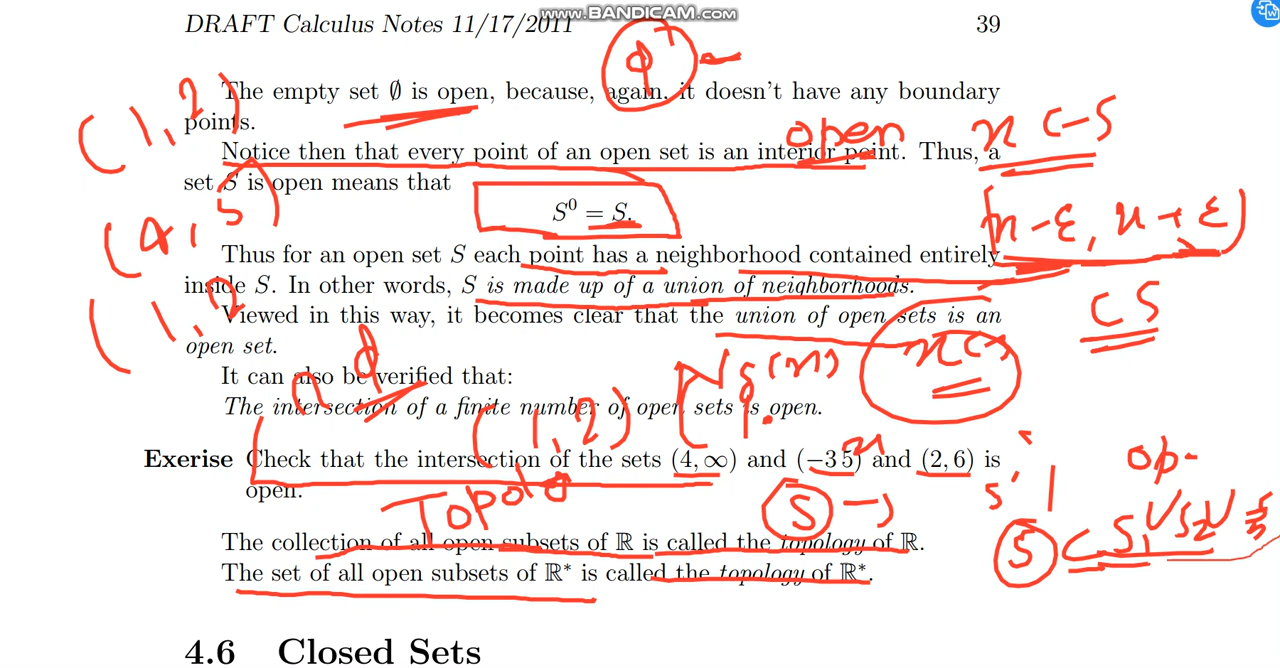 www.BANDICAM.com
DRAFT Calculus Notes 11/17/2011 39
The empty set ∅ is open, because, again, it doesn't have any boundary
points.
Notice then that every point of an open set is an interior point. Thus, a
set S is open means that
S⁰ = S.
Thus for an open set S each point has a neighborhood contained entirely
inside S. In other words, S is made up of a union of neighborhoods.
Viewed in this way, it becomes clear that the union of open sets is an
open set.
It can also be verified that:
The intersection of a finite number of open sets is open.
Exerise Check that the intersection of the sets (4, ∞) and (−3 5) and (2, 6) is
open.
The collection of all open subsets of ℝ is called the topology of ℝ.
The set of all open subsets of ℝ* is called the topology of ℝ*.
4.6 Closed Sets
(1, 2)
open
(4, 5
)
(x-ε, x+ε)
⊂ S
(1, 2)
Topolo
S
op-
S ⊂ S₁ ∪ S₂ ∪ S₃